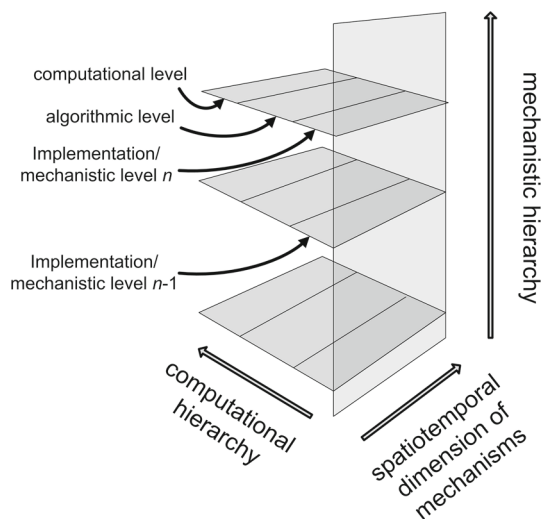 computational level
algorithmic level
Implementation/
mechanistic level n
Implementation/
mechanistic level n-1
mechanistic hierarchy
computational
hierarchy
spatiotemporal
dimension of
mechanisms